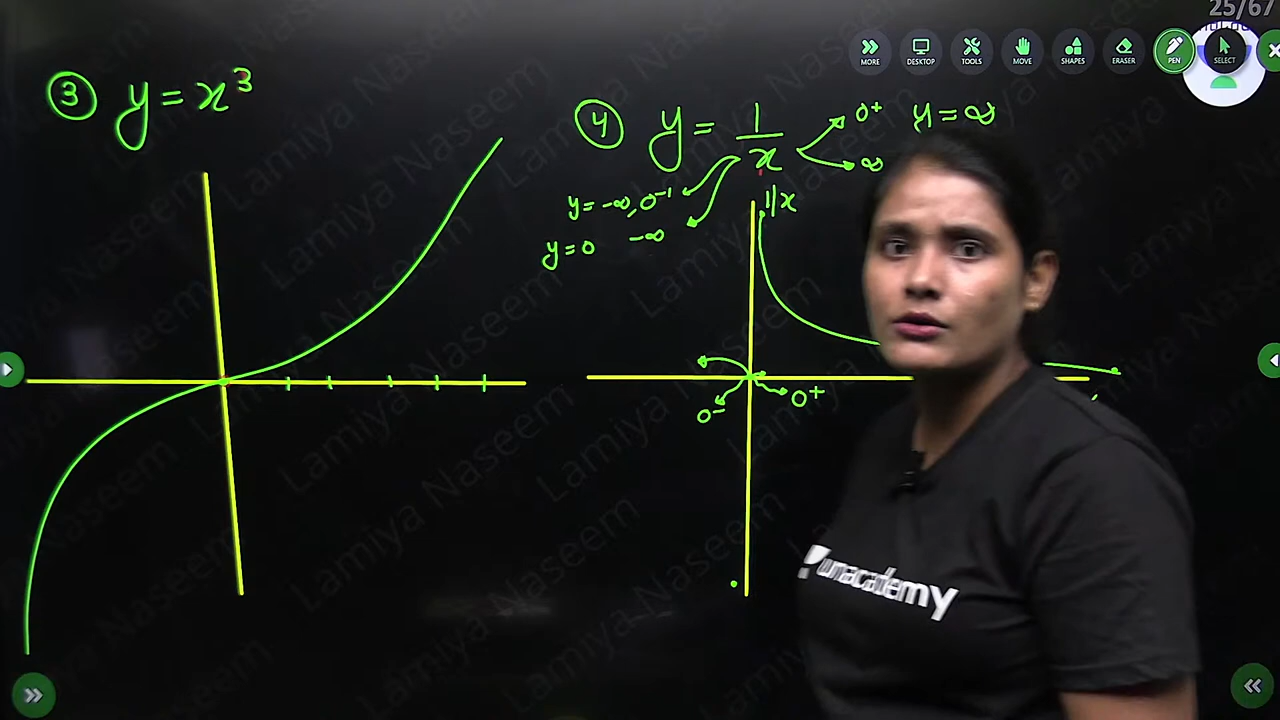 25/67
MORE DESKTOP TOOLS MOVE SHAPES ERASER PEN SELECT
③ y = x³
④ y = 1/x
0⁺ y = ∞
∞
y = -∞, 0⁻¹
y = 0 -∞
1/x
0⁻ 0⁺
unacademy
Lamiya Naseem